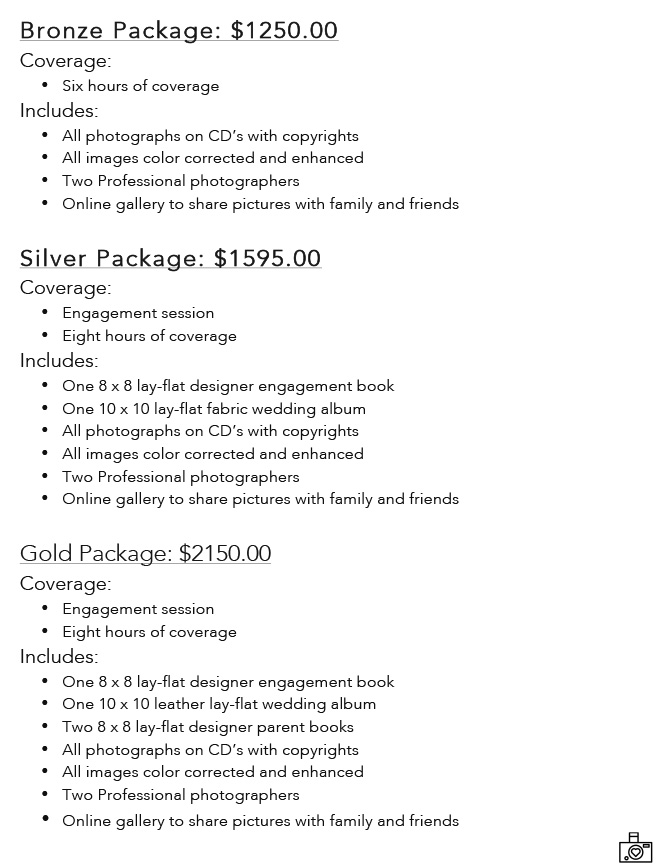 Bronze Package: $1250.00
Coverage:
• Six hours of coverage
Includes:
• All photographs on CD’s with copyrights
• All images color corrected and enhanced
• Two Professional photographers
• Online gallery to share pictures with family and friends
Silver Package: $1595.00
Coverage:
• Engagement session
• Eight hours of coverage
Includes:
• One 8 x 8 lay-flat designer engagement book
• One 10 x 10 lay-flat fabric wedding album
• All photographs on CD’s with copyrights
• All images color corrected and enhanced
• Two Professional photographers
• Online gallery to share pictures with family and friends
Gold Package: $2150.00
Coverage:
• Engagement session
• Eight hours of coverage
Includes:
• One 8 x 8 lay-flat designer engagement book
• One 10 x 10 leather lay-flat wedding album
• Two 8 x 8 lay-flat designer parent books
• All photographs on CD’s with copyrights
• All images color corrected and enhanced
• Two Professional photographers
• Online gallery to share pictures with family and friends